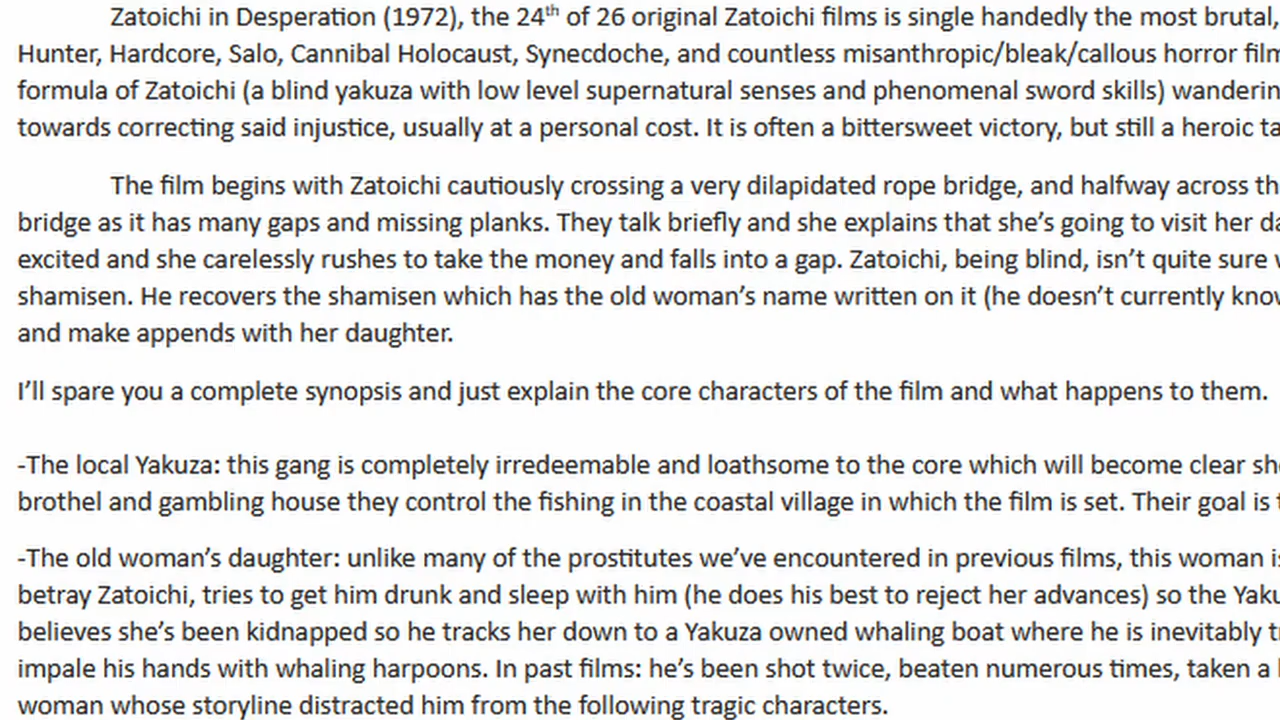 Zatoichi in Desperation (1972), the 24th of 26 original Zatoichi films is single handedly the most brutal,
Hunter, Hardcore, Salo, Cannibal Holocaust, Synecdoche, and countless misanthropic/bleak/callous horror
formula of Zatoichi (a blind yakuza with low level supernatural senses and phenomenal sword skills)
towards correcting said injustice, usually at a personal cost. It is often a bittersweet victory, but still a heroic
The film begins with Zatoichi cautiously crossing a very dilapidated rope bridge, and halfway across
bridge as it has many gaps and missing planks. They talk briefly and she explains that she’s going to visit her
excited and she carelessly rushes to take the money and falls into a gap. Zatoichi, being blind, isn’t quite sure
shamisen. He recovers the shamisen which has the old woman’s name written on it (he doesn’t currently
and make appends with her daughter.
I’ll spare you a complete synopsis and just explain the core characters of the film and what happens to them.
-The local Yakuza: this gang is completely irredeemable and loathsome to the core which will become clear
brothel and gambling house they control the fishing in the coastal village in which the film is set. Their goal is
-The old woman’s daughter: unlike many of the prostitutes we’ve encountered in previous films, this woman
betray Zatoichi, tries to get him drunk and sleep with him (he does his best to reject her advances) so the
believes she’s been kidnapped so he tracks her down to a Yakuza owned whaling boat where he is inevitably
impale his hands with whaling harpoons. In past films: he’s been shot twice, beaten numerous times, taken a
woman whose storyline distracted him from the following tragic characters.